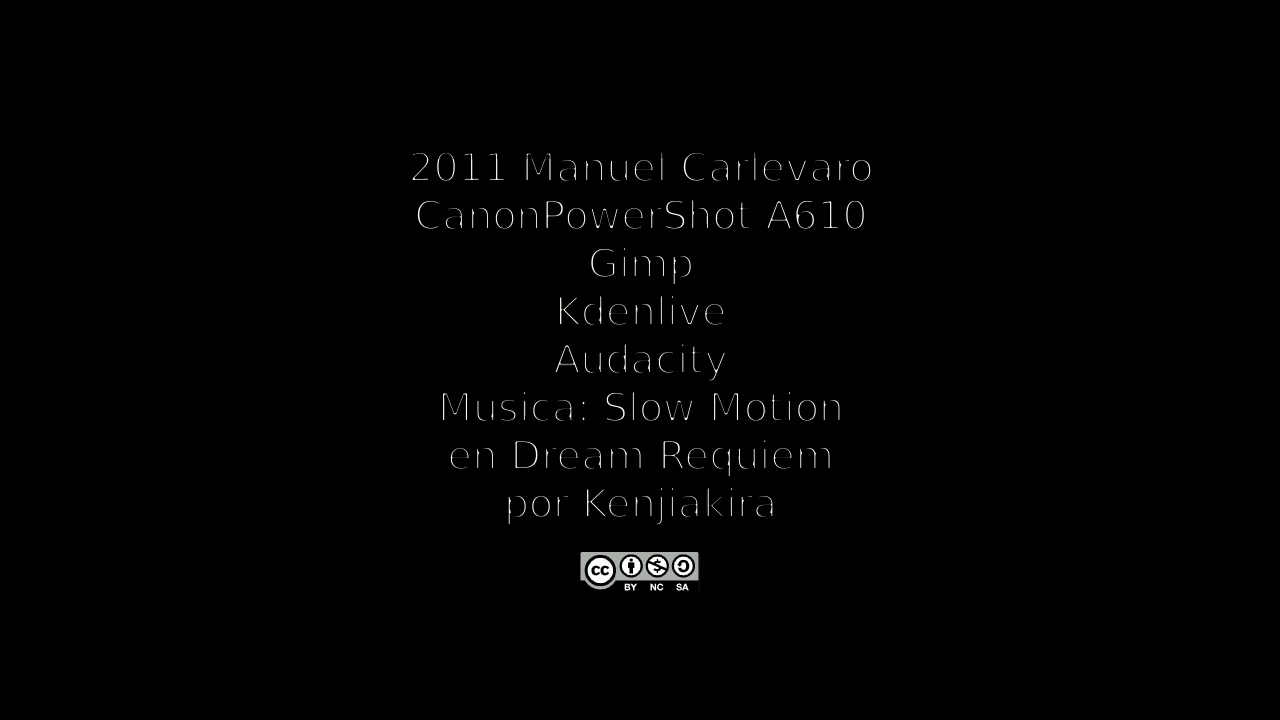 2011 Manuel Carlevaro
CanonPowerShot A610
Gimp
Kdenlive
Audacity
Musica: Slow Motion
en Dream Requiem
por Kenjiakira
cc BY NC SA